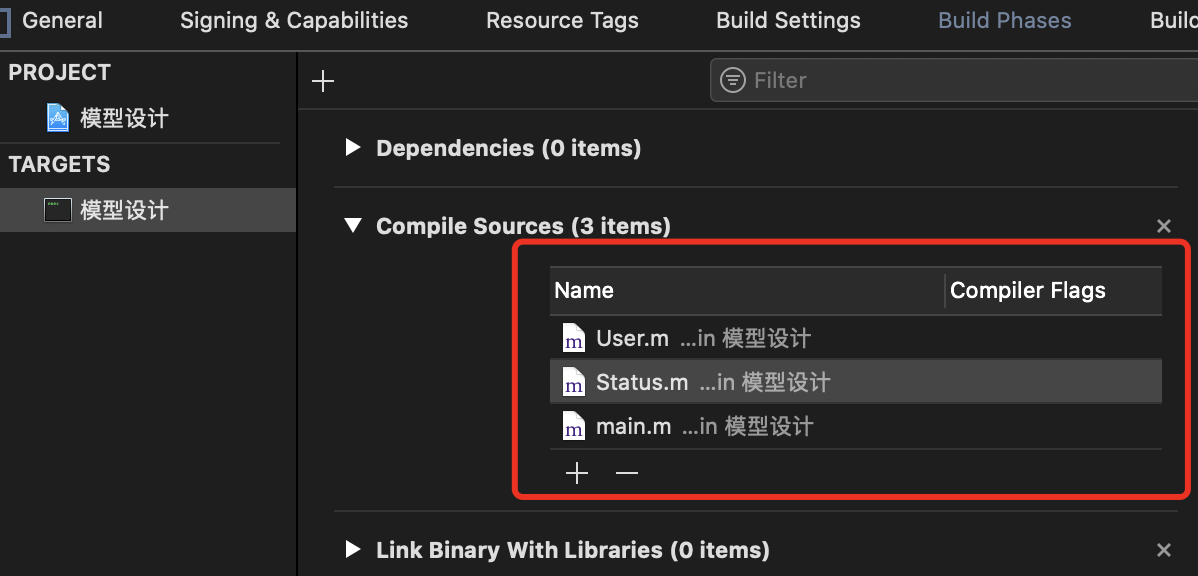 General Signing & Capabilities Resource Tags Build Settings Build Phases Build
PROJECT
模型设计
TARGETS
模型设计
Filter
Dependencies (0 items)
Compile Sources (3 items)
Name Compiler Flags
m User.m ...in 模型设计
m Status.m ...in 模型设计
m main.m ...in 模型设计
Link Binary With Libraries (0 items)